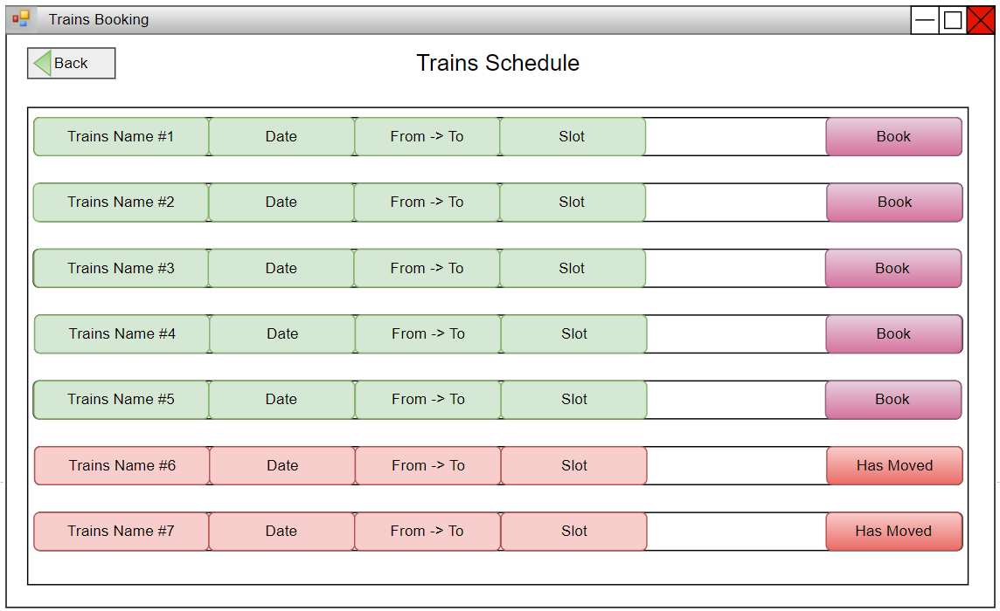 Trains Booking
Back
Trains Schedule
Trains Name #1 Date From -> To Slot Book
Trains Name #2 Date From -> To Slot Book
Trains Name #3 Date From -> To Slot Book
Trains Name #4 Date From -> To Slot Book
Trains Name #5 Date From -> To Slot Book
Trains Name #6 Date From -> To Slot Has Moved
Trains Name #7 Date From -> To Slot Has Moved